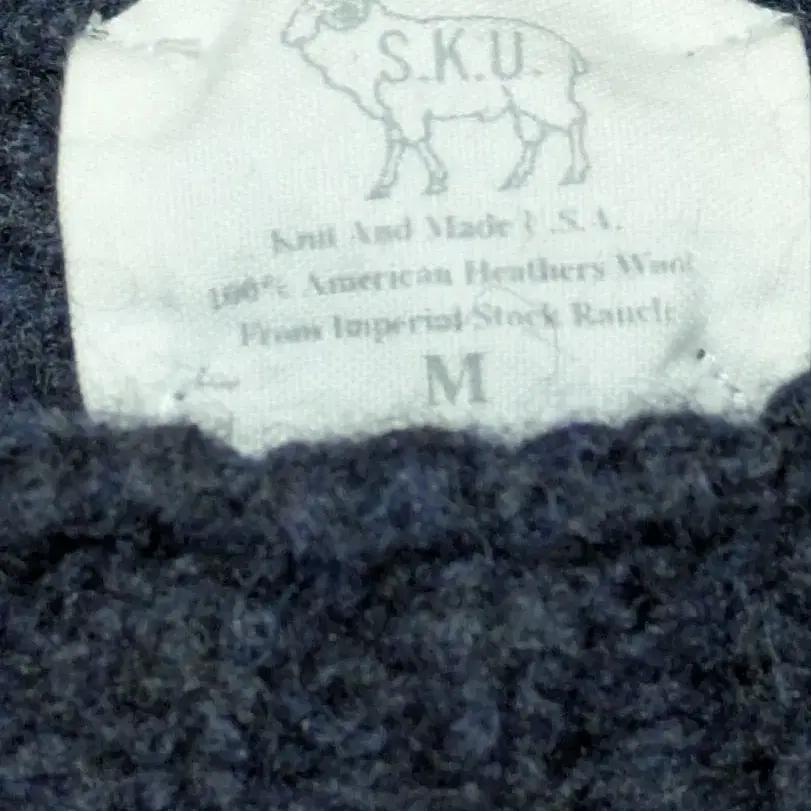 S.K.U.
Knit And Made U.S.A.
100% American Heathers Wool
From Imperial Stock Ranch
M